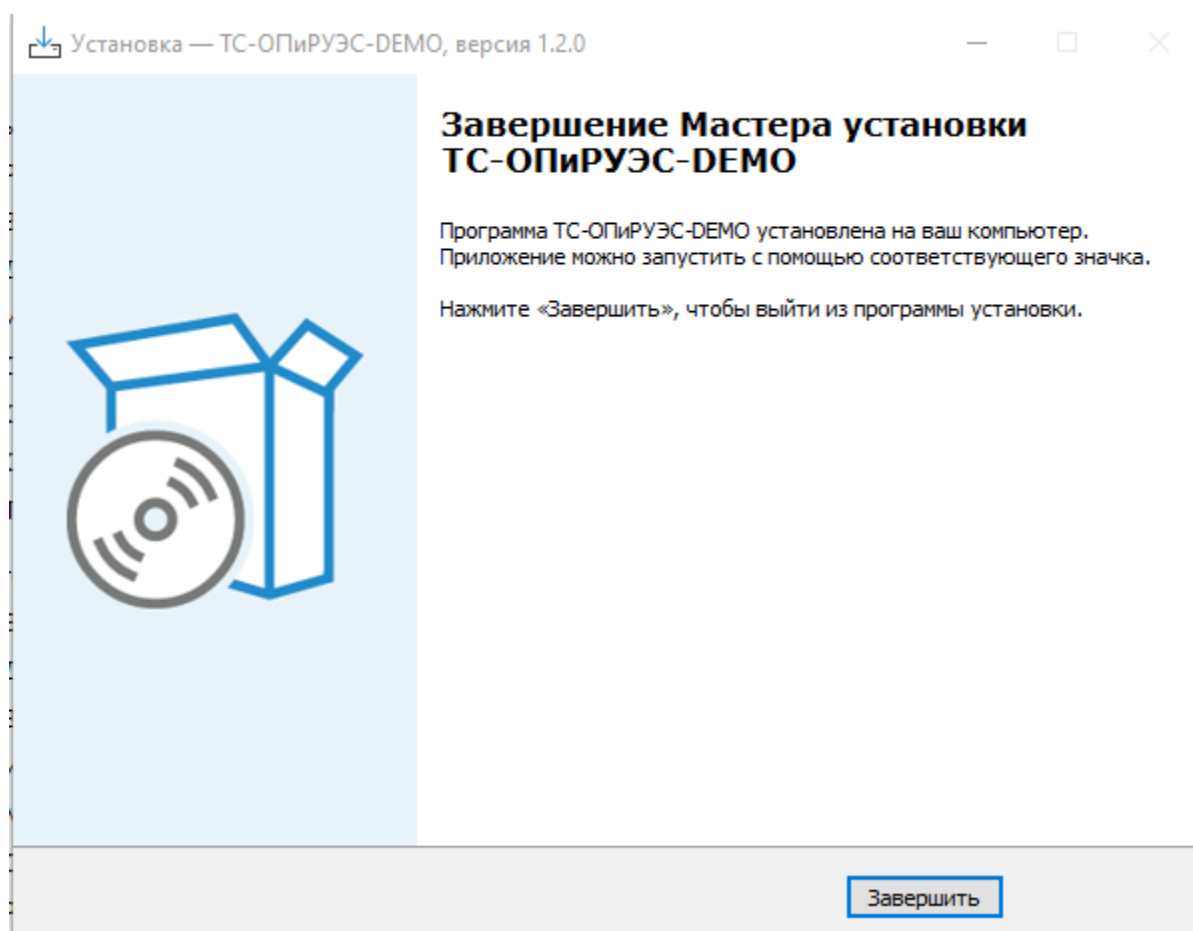 Установка — ТС-ОПиРУЭС-DEMO, версия 1.2.0
Завершение Мастера установки
ТС-ОПиРУЭС-DEMO
Программа ТС-ОПиРУЭС-DEMO установлена на ваш компьютер.
Приложение можно запустить с помощью соответствующего значка.
Нажмите «Завершить», чтобы выйти из программы установки.
Завершить